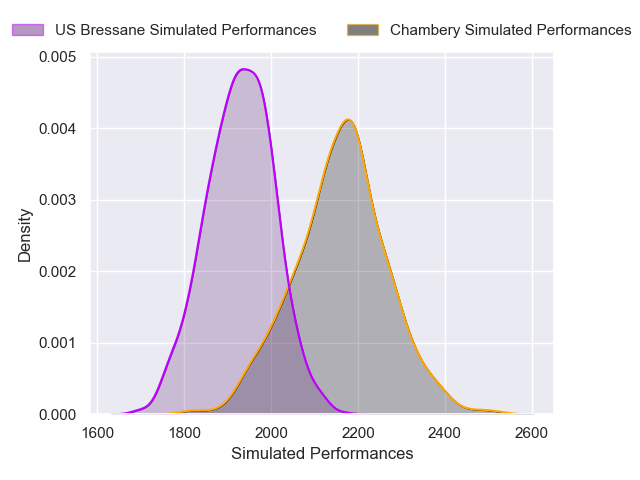 US Bressane Simulated Performances Chambery Simulated Performances
0.005
0.004
0.003
0.002
0.001
0.000
Density
1600 1800 2000 2200 2400 2600
Simulated Performances